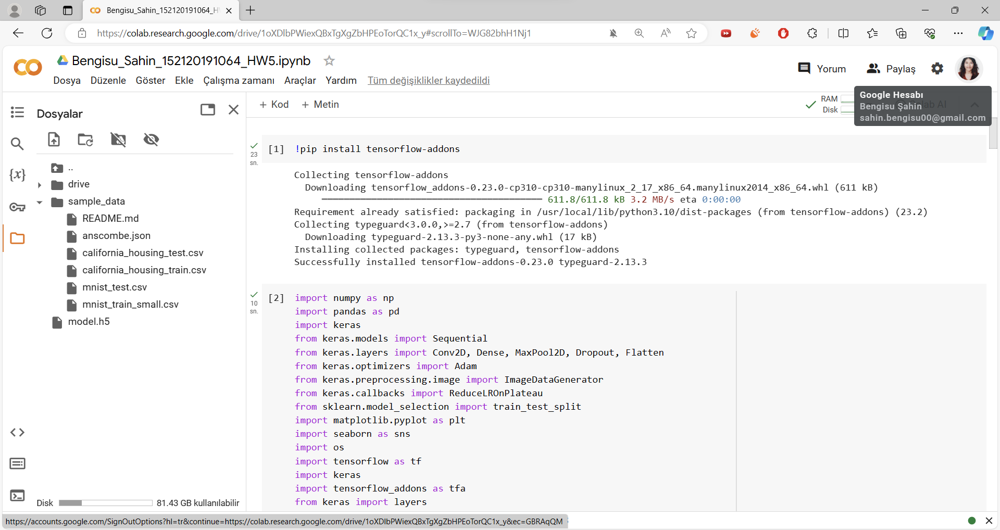 Bengisu_Sahin_152120191064_H
https://colab.research.google.com/drive/1oXDlbPWiexQBxTgXgZbHPEoTorQC1x_y#scrollTo=WJG82bhH1Nj1
Bengisu_Sahin_152120191064_HW5.ipynb
Yorum
Paylaş
Dosya Düzenle Göster Ekle Çalışma zamanı Araçlar Yardım Tüm değişiklikler kaydedildi
Google Hesabı
Bengisu Şahin
sahin.bengisu00@gmail.com
Dosyalar
+ Kod + Metin
RAM
Disk
..
drive
sample_data
README.md
anscombe.json
california_housing_test.csv
california_housing_train.csv
mnist_test.csv
mnist_train_small.csv
model.h5
Disk 81.43 GB kullanılabilir
23
sn.
[1] !pip install tensorflow-addons
Collecting tensorflow-addons
Downloading tensorflow_addons-0.23.0-cp310-cp310-manylinux_2_17_x86_64.manylinux2014_x86_64.whl (611 kB)
611.8/611.8 kB 3.2 MB/s eta 0:00:00
Requirement already satisfied: packaging in /usr/local/lib/python3.10/dist-packages (from tensorflow-addons) (23.2)
Collecting typeguard<3.0.0,>=2.7 (from tensorflow-addons)
Downloading typeguard-2.13.3-py3-none-any.whl (17 kB)
Installing collected packages: typeguard, tensorflow-addons
Successfully installed tensorflow-addons-0.23.0 typeguard-2.13.3
10
sn.
[2] import numpy as np
import pandas as pd
import keras
from keras.models import Sequential
from keras.layers import Conv2D, Dense, MaxPool2D, Dropout, Flatten
from keras.optimizers import Adam
from keras.preprocessing.image import ImageDataGenerator
from keras.callbacks import ReduceLROnPlateau
from sklearn.model_selection import train_test_split
import matplotlib.pyplot as plt
import seaborn as sns
import os
import tensorflow as tf
import keras
import tensorflow_addons as tfa
from keras import layers
https://accounts.google.com/SignOutOptions?hl=tr&continue=https://colab.research.google.com/drive/1oXDlbPWiexQBxTgXgZbHPEoTorQC1x_y&ec=GBRAqQM